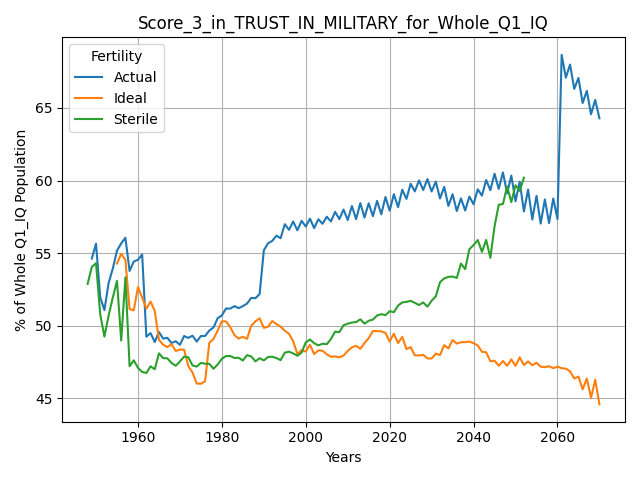 Score_3_in_TRUST_IN_MILITARY_for_Whole_Q1_IQ
Fertility
Actual
Ideal
Sterile
% of Whole Q1_IQ Population
65
60
55
50
45
1960
1980
2000
2020
2040
2060
Years